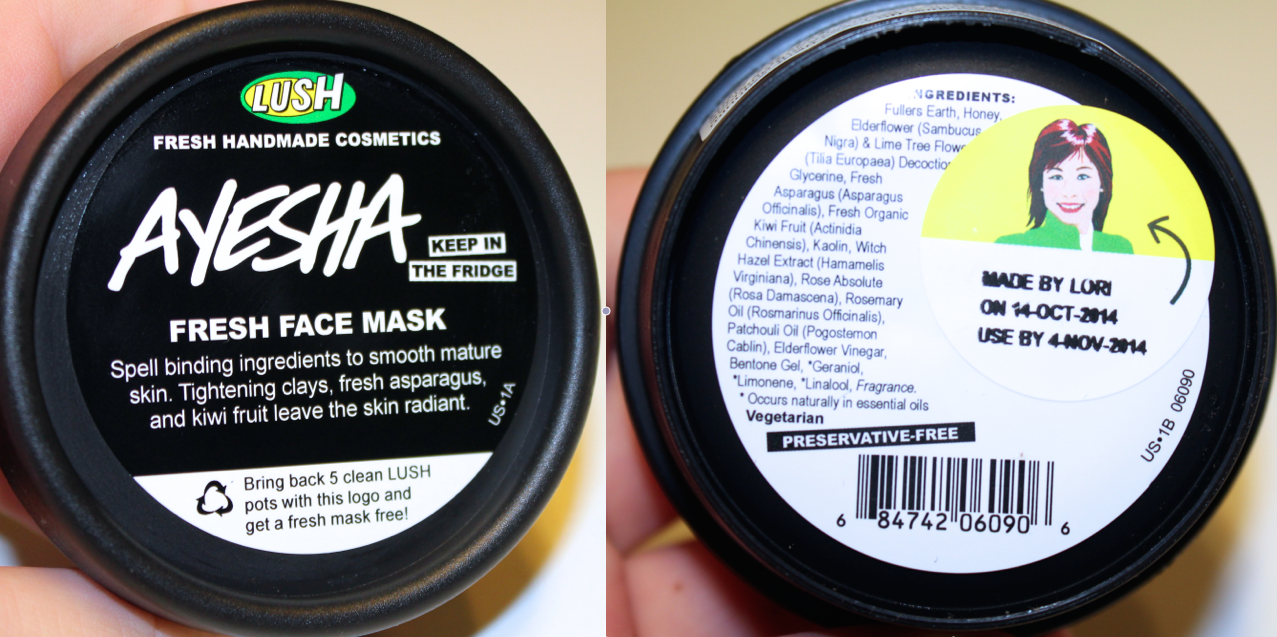 LUSH
FRESH HANDMADE COSMETICS
AYESHA
KEEP IN
THE FRIDGE
FRESH FACE MASK
Spell binding ingredients to smooth mature
skin. Tightening clays, fresh asparagus,
and kiwi fruit leave the skin radiant.
US•1A
Bring back 5 clean LUSH
pots with this logo and
get a fresh mask free!
NGREDIENTS:
Fullers Earth, Honey,
Elderflower (Sambucus
Nigra) & Lime Tree Flowe
(Tilia Europaea) Decoction
Glycerine, Fresh
Asparagus (Asparagus
Officinalis), Fresh Organic
Kiwi Fruit (Actinidia
Chinensis), Kaolin, Witch
Hazel Extract (Hamamelis
Virginiana), Rose Absolute
(Rosa Damascena), Rosemary
Oil (Rosmarinus Officinalis),
Patchouli Oil (Pogostemon
Cablin), Elderflower Vinegar,
Bentone Gel, *Geraniol,
*Limonene, *Linalool, Fragrance.
* Occurs naturally in essential oils
Vegetarian
PRESERVATIVE-FREE
MADE BY LORI
ON 14-OCT-2014
USE BY 4-NOV-2014
US•1B 06090
6 84742 06090 6